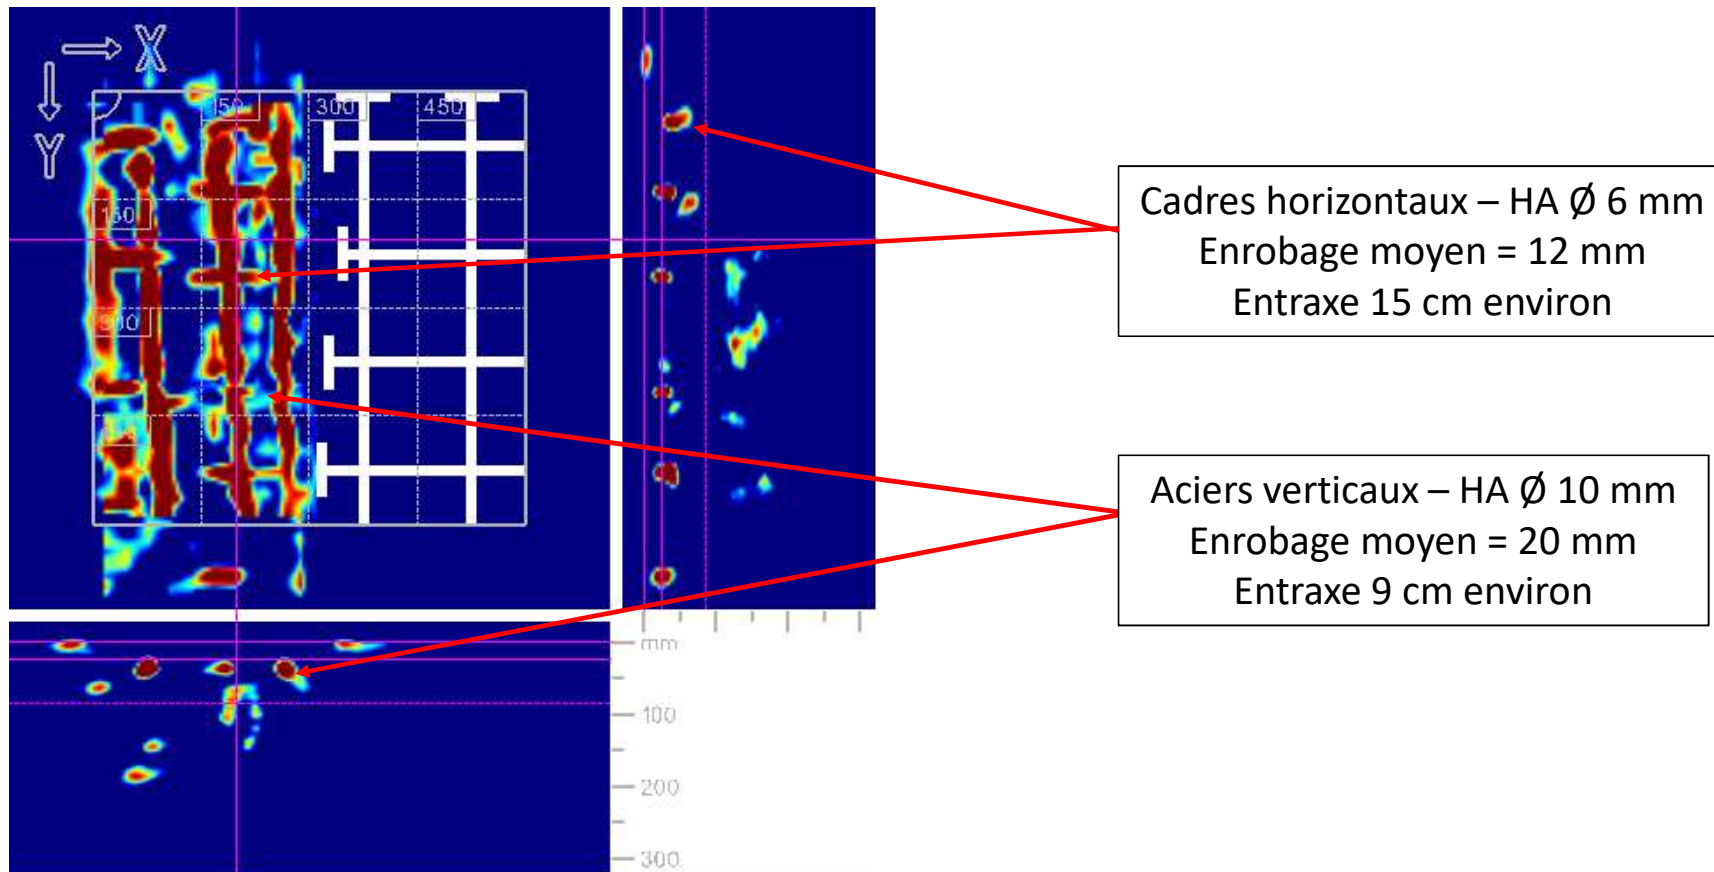 X
Y
150
300
450
150
300
Cadres horizontaux – HA Ø 6 mm
Enrobage moyen = 12 mm
Entraxe 15 cm environ
Aciers verticaux – HA Ø 10 mm
Enrobage moyen = 20 mm
Entraxe 9 cm environ
mm
100
200
300